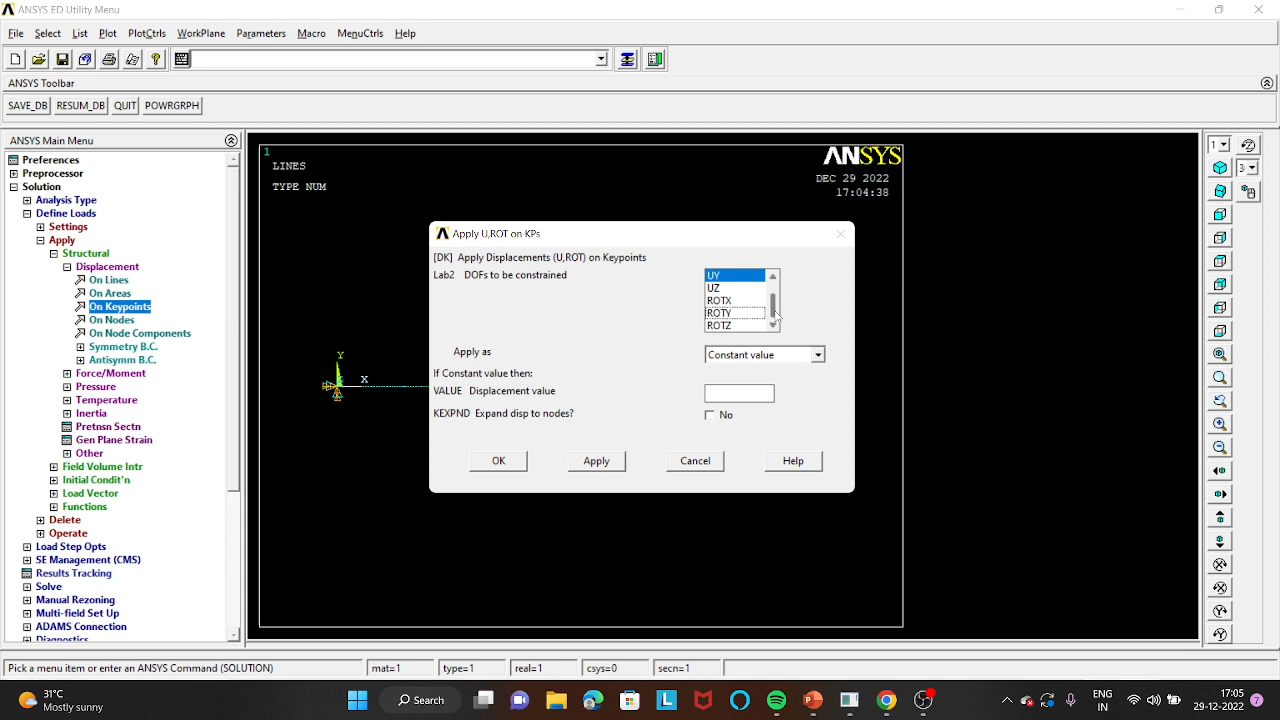 ANSYS ED Utility Menu
File Select List Plot PlotCtrls WorkPlane Parameters Macro MenuCtrls Help
ANSYS Toolbar
SAVE_DB RESUM_DB QUIT POWRGRPH
ANSYS Main Menu
Preferences
Preprocessor
Solution
Analysis Type
Define Loads
Settings
Apply
Structural
Displacement
On Lines
On Areas
On Keypoints
On Nodes
On Node Components
Symmetry B.C.
Antisymm B.C.
Force/Moment
Pressure
Temperature
Inertia
Pretnsn Sectn
Gen Plane Strain
Other
Field Volume Intr
Initial Condit'n
Load Vector
Functions
Delete
Operate
Load Step Opts
SE Management (CMS)
Results Tracking
Solve
Manual Rezoning
Multi-field Set Up
ADAMS Connection
Diagnostics
1
LINES
TYPE NUM
ANSYS
DEC 29 2022
17:04:38
Y
X
Apply U,ROT on KPs
[DK] Apply Displacements (U,ROT) on Keypoints
Lab2 DOFs to be constrained
UY
UZ
ROTX
ROTY
ROTZ
Apply as
Constant value
If Constant value then:
VALUE Displacement value
KEXPND Expand disp to nodes?
No
OK Apply Cancel Help
1
3
Pick a menu item or enter an ANSYS Command (SOLUTION) mat=1 type=1 real=1 csys=0 secn=1
31°C
Mostly sunny
Search
L
ENG
IN
17:05
29-12-2022
7